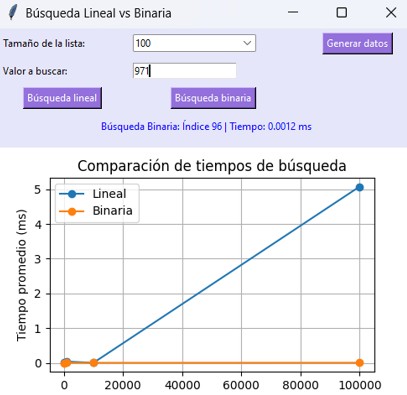 Búsqueda Lineal vs Binaria
Tamaño de la lista: 100 Generar datos
Valor a buscar: 971
Búsqueda lineal Búsqueda binaria
Búsqueda Binaria: Índice 96 | Tiempo: 0.0012 ms
Comparación de tiempos de búsqueda
Lineal
Binaria
Tiempo promedio (ms)
5
4
3
2
1
0
0 20000 40000 60000 80000 100000